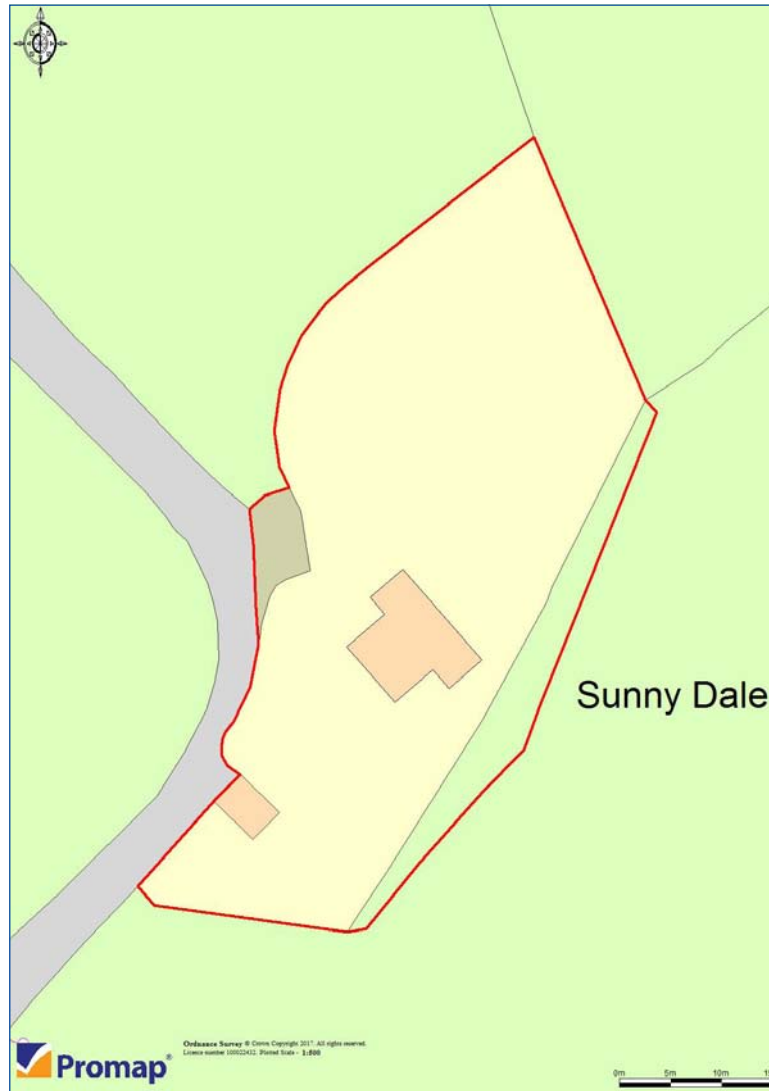 Sunny Dale
Promap®
Ordnance Survey © Crown Copyright 2017. All rights reserved.
Licence number 100022432. Plotted Scale - 1:500
0m 5m 10m